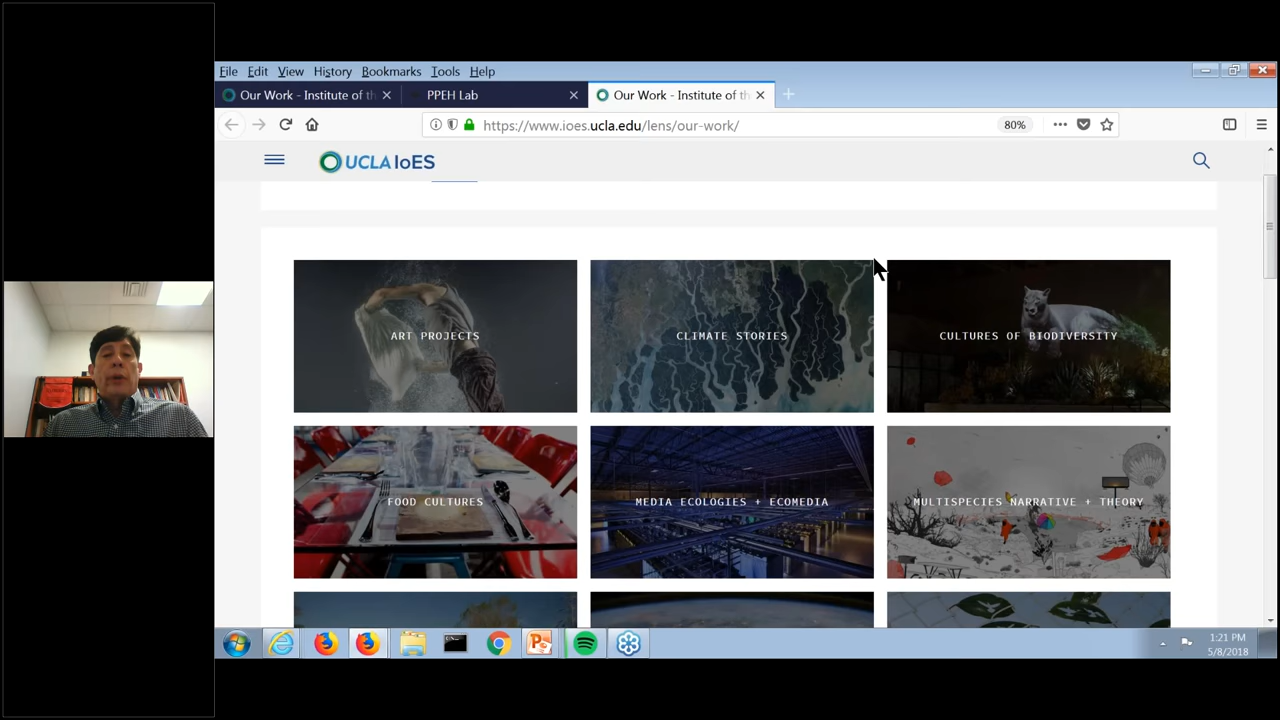 File Edit View History Bookmarks Tools Help
Our Work - Institute of th
PPEH Lab
Our Work - Institute of th
https://www.ioes.ucla.edu/lens/our-work/
80%
UCLA IoES
ART PROJECTS
CLIMATE STORIES
CULTURES OF BIODIVERSITY
FOOD CULTURES
MEDIA ECOLOGIES + ECOMEDIA
MULTISPECIES NARRATIVE + THEORY
1:21 PM
5/8/2018